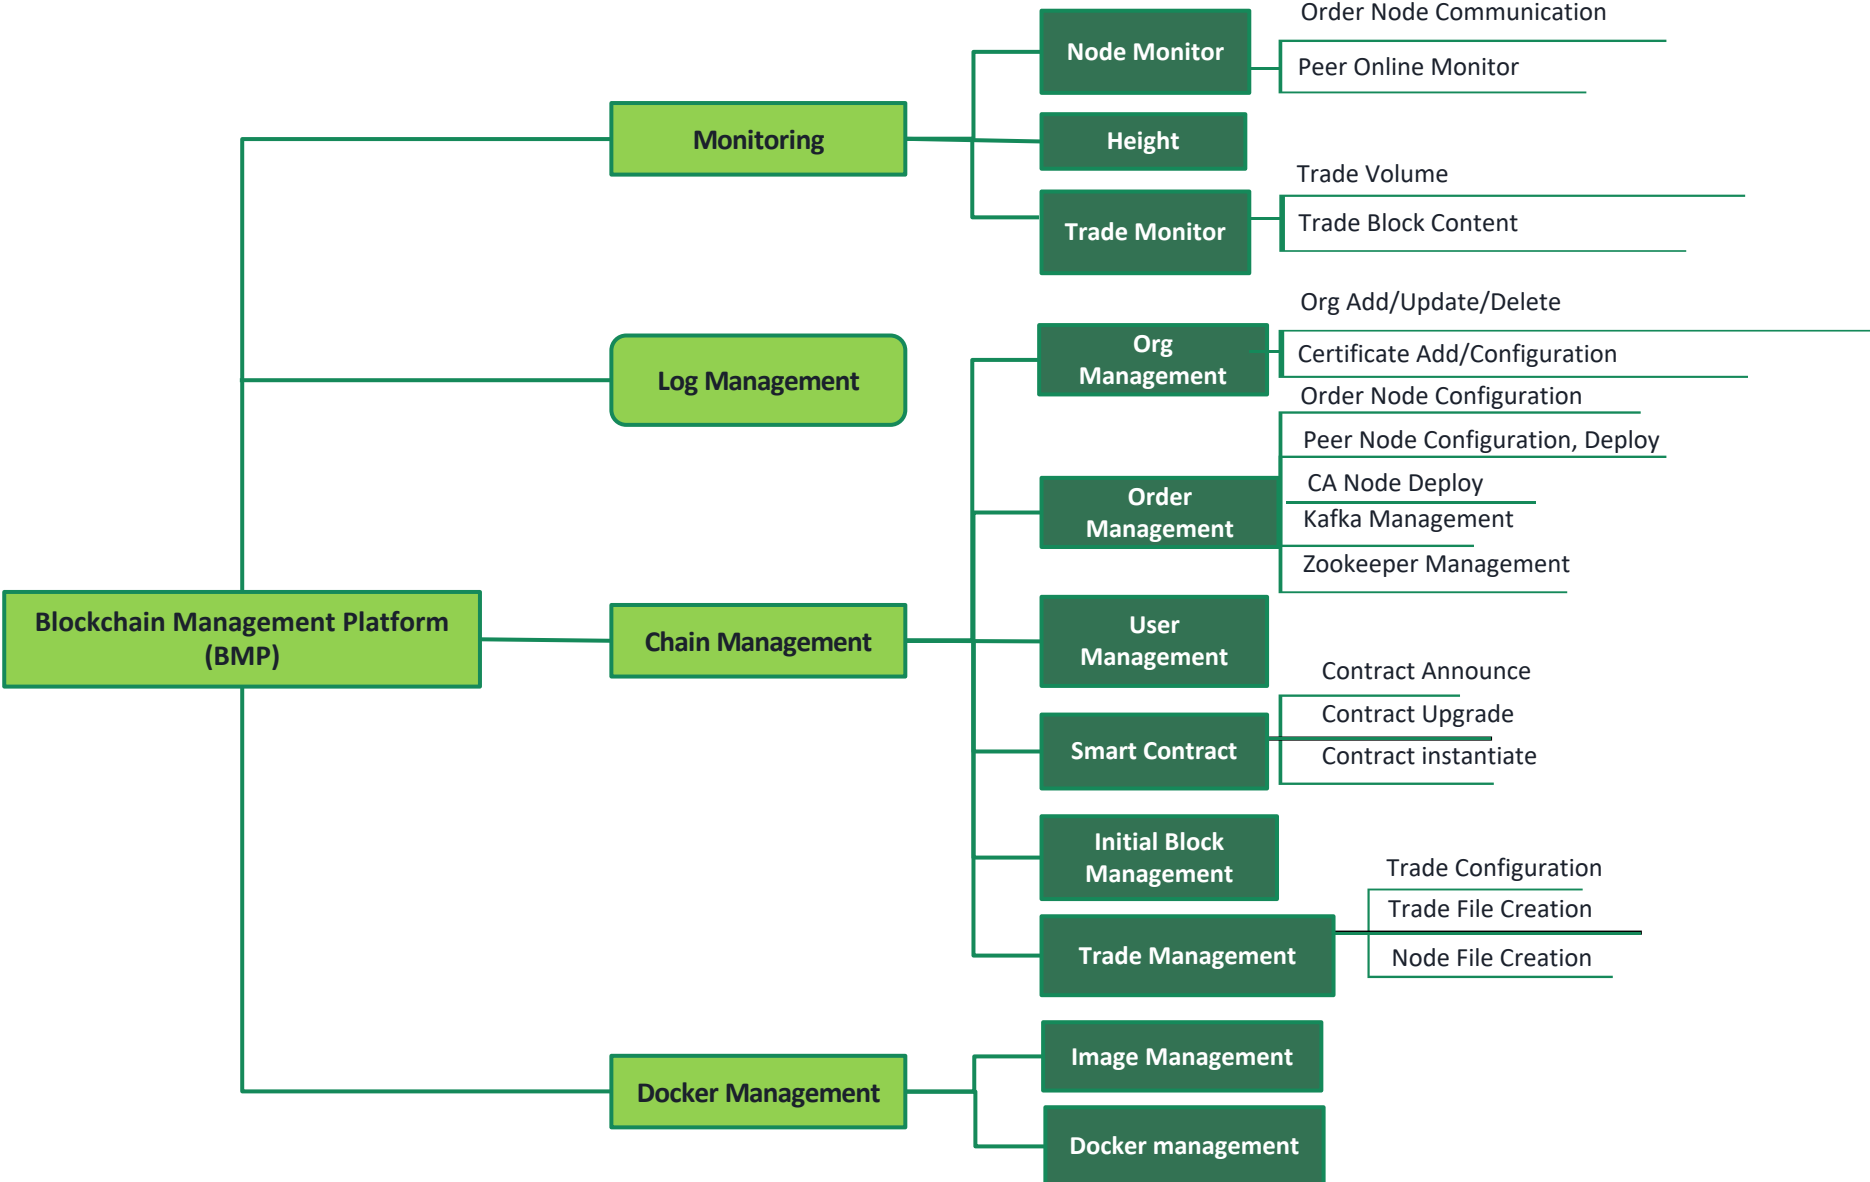 Order Node Communication
Node Monitor
Peer Online Monitor
Monitoring
Height
Trade Volume
Trade Monitor
Trade Block Content
Org Add/Update/Delete
Org
Management
Certificate Add/Configuration
Log Management
Order Node Configuration
Peer Node Configuration, Deploy
CA Node Deploy
Order
Management
Kafka Management
Zookeeper Management
Blockchain Management Platform
(BMP)
Chain Management
User
Management
Contract Announce
Contract Upgrade
Smart Contract
Contract instantiate
Initial Block
Management
Trade Configuration
Trade File Creation
Trade Management
Node File Creation
Image Management
Docker Management
Docker management